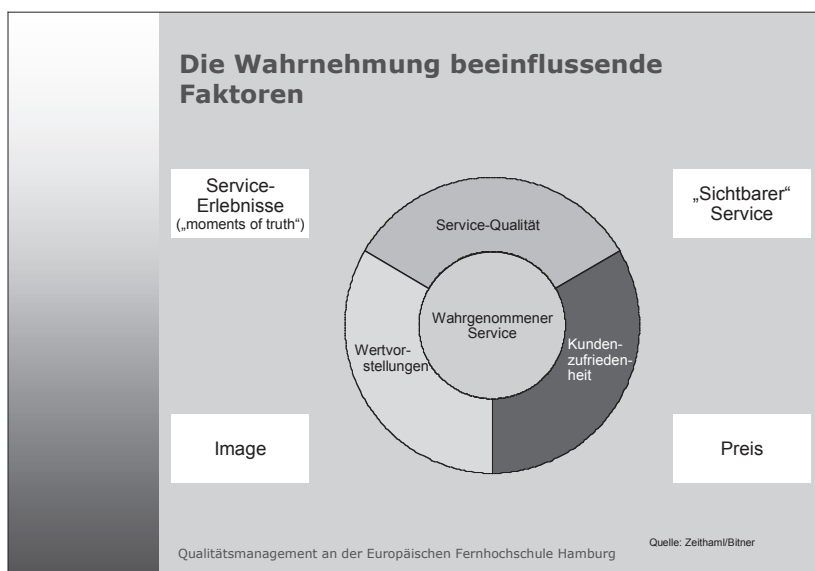 Die Wahrnehmung beeinflussende
Faktoren
Service-
Erlebnisse
(„moments of truth“)
„Sichtbarer“
Service
Service-Qualität
Wahrgenommener
Service
Wertvor-
stellungen
Kunden-
zufrieden-
heit
Image
Preis
Quelle: Zeithaml/Bitner
Qualitätsmanagement an der Europäischen Fernhochschule Hamburg